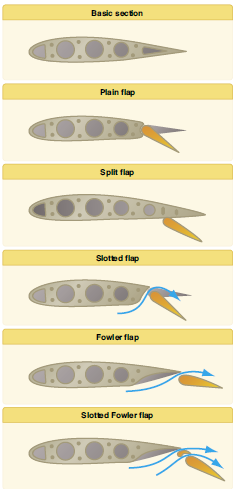 Basic section
Plain flap
Split flap
Slotted flap
Fowler flap
Slotted Fowler flap